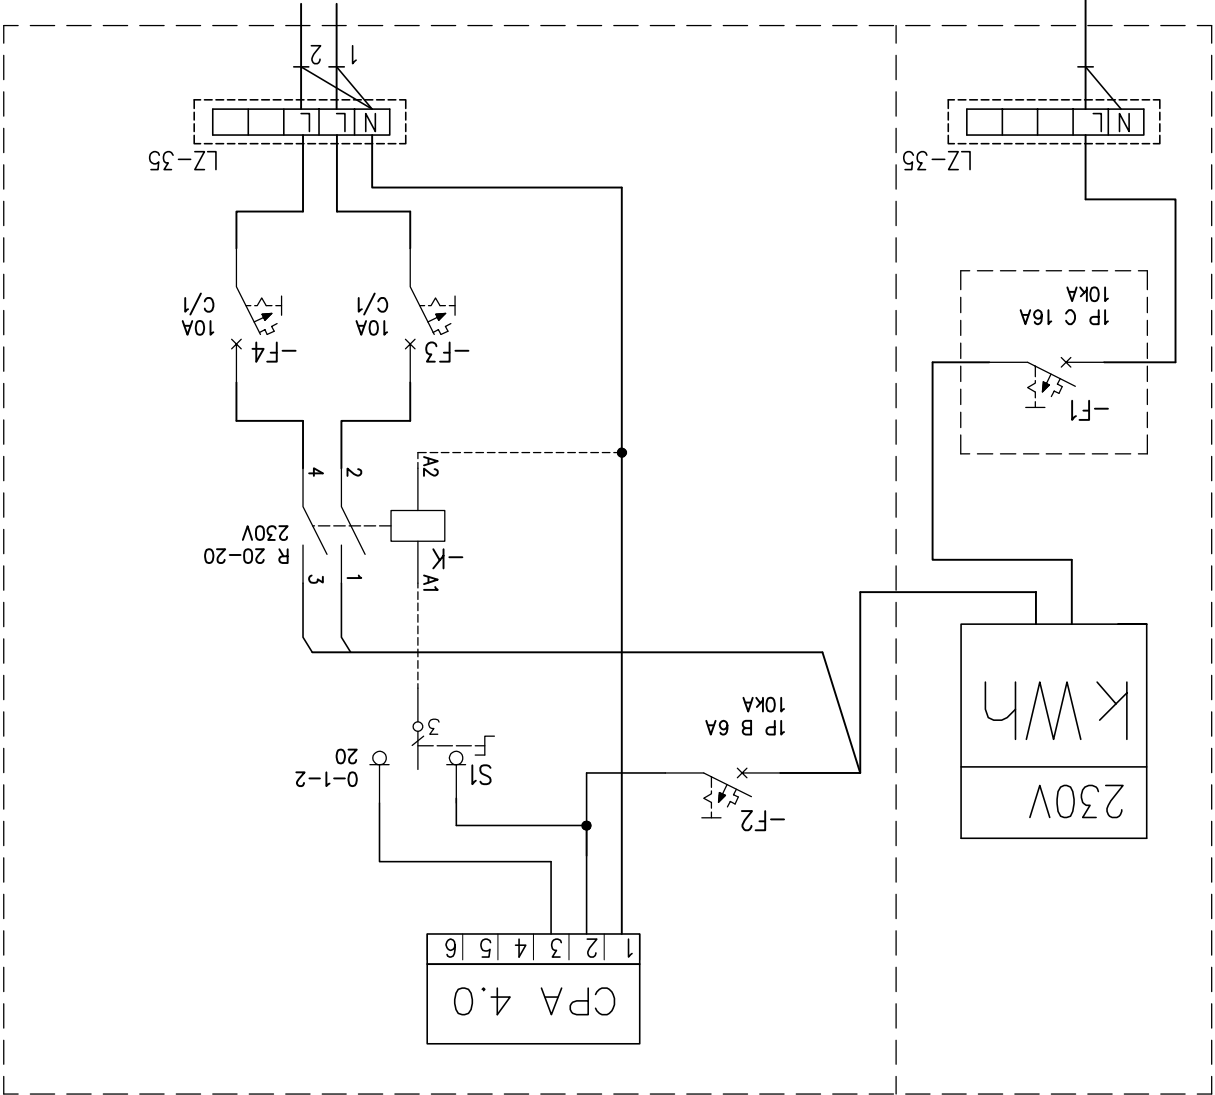 CPA 4.0
1 2 3 4 5 6
230V
kWh
-F2
1P B 6A
10kA
S1
0-1-2
20
3
A1
1
3
-K
R 20-20
230V
A2
2
4
-F1
1P C 16A
10kA
-F3
10A
C/1
-F4
10A
C/1
LZ-35
N L
LZ-35
N L L
1 2